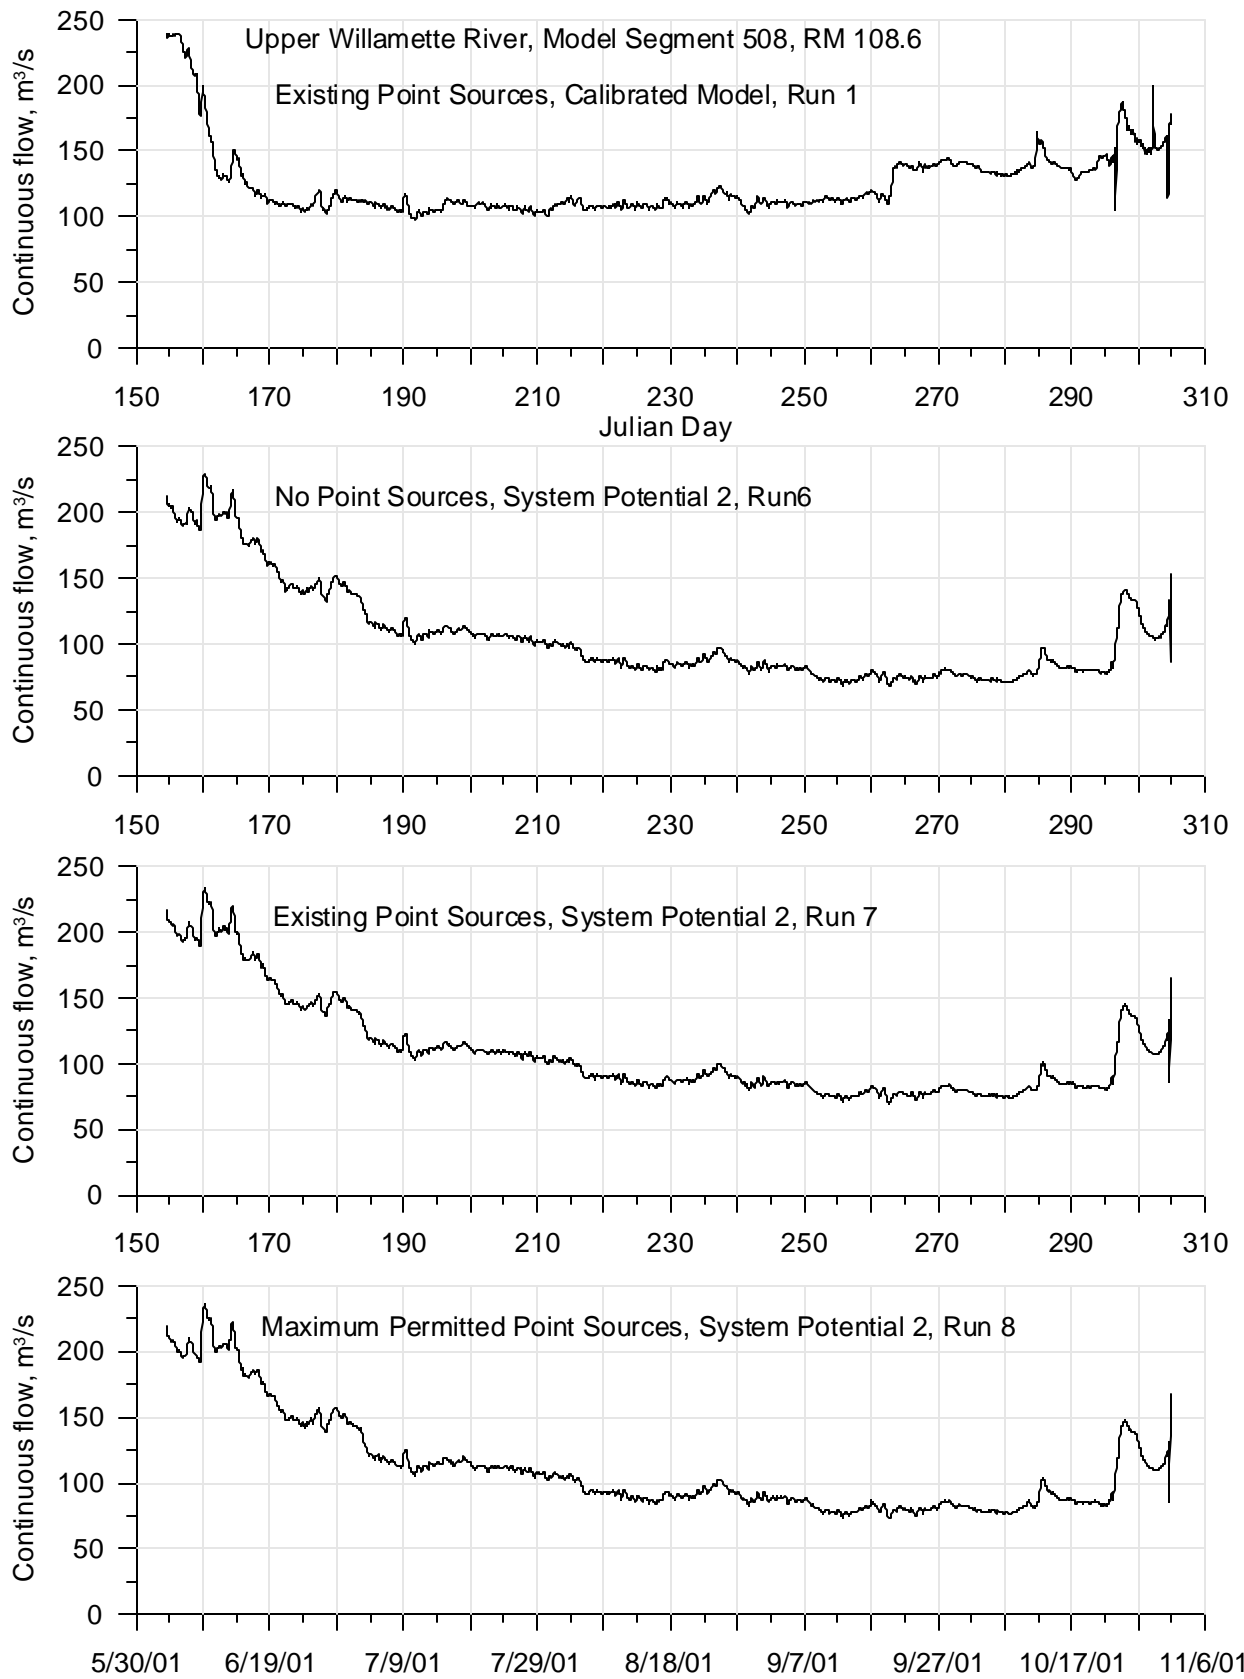 Upper Willamette River, Model Segment 508, RM 108.6
Existing Point Sources, Calibrated Model, Run 1
Continuous flow, m³/s
250
200
150
100
50
0
150 170 190 210 230 250 270 290 310
Julian Day
No Point Sources, System Potential 2, Run6
Continuous flow, m³/s
250
200
150
100
50
0
150 170 190 210 230 250 270 290 310
Existing Point Sources, System Potential 2, Run 7
Continuous flow, m³/s
250
200
150
100
50
0
150 170 190 210 230 250 270 290 310
Maximum Permitted Point Sources, System Potential 2, Run 8
Continuous flow, m³/s
250
200
150
100
50
0
5/30/01 6/19/01 7/9/01 7/29/01 8/18/01 9/7/01 9/27/01 10/17/01 11/6/01